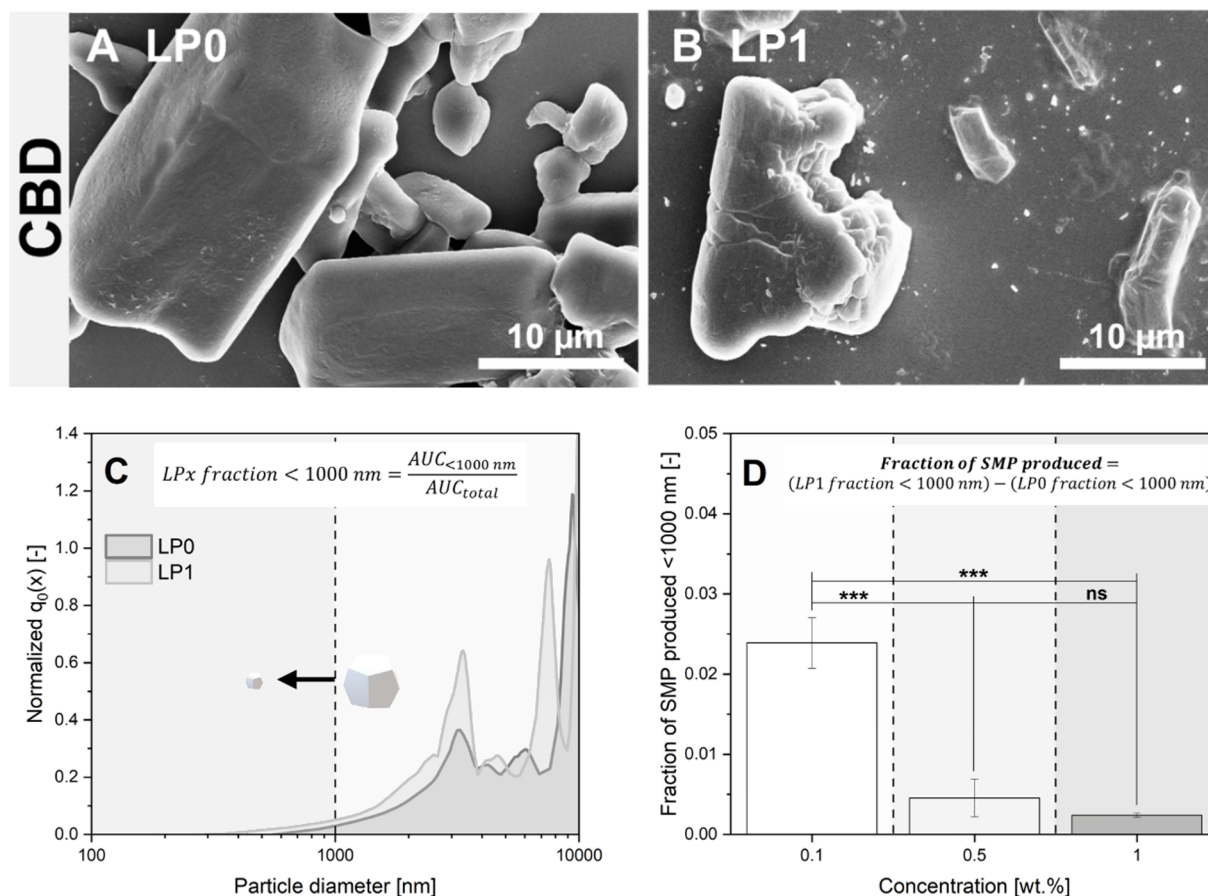 CBD
A LP0
10 µm
B LP1
10 µm
C
LPx fraction < 1000 nm = AUC<1000 nm / AUCtotal
LP0
LP1
Normalized q0(x) [-]
1.4
1.2
1.0
0.8
0.6
0.4
0.2
0.0
100
1000
10000
Particle diameter [nm]
D
Fraction of SMP produced =
(LP1 fraction < 1000 nm) − (LP0 fraction < 1000 nm)
Fraction of SMP produced <1000 nm [-]
0.05
0.04
0.03
0.02
0.01
0.00
***
***
ns
0.1
0.5
1
Concentration [wt.%]